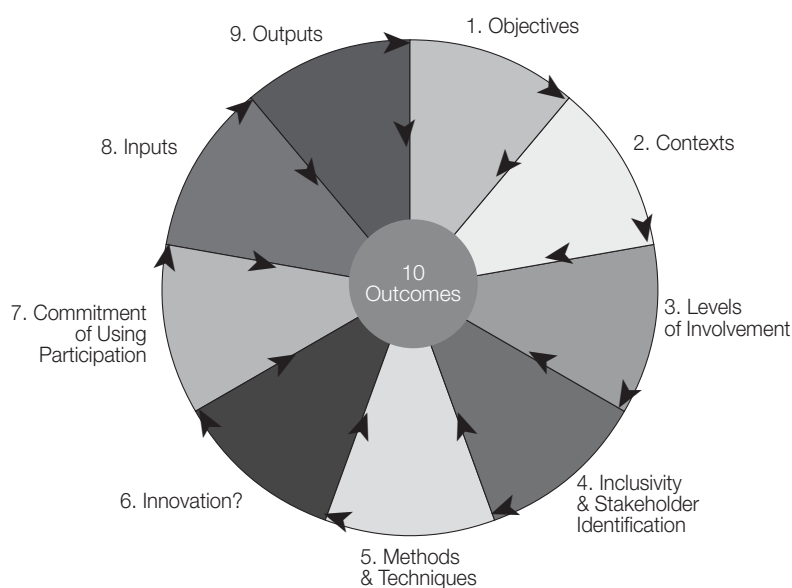 1. Objectives
2. Contexts
3. Levels
of Involvement
4. Inclusivity
& Stakeholder
Identification
5. Methods
& Techniques
6. Innovation?
7. Commitment
of Using
Participation
8. Inputs
9. Outputs
10
Outcomes